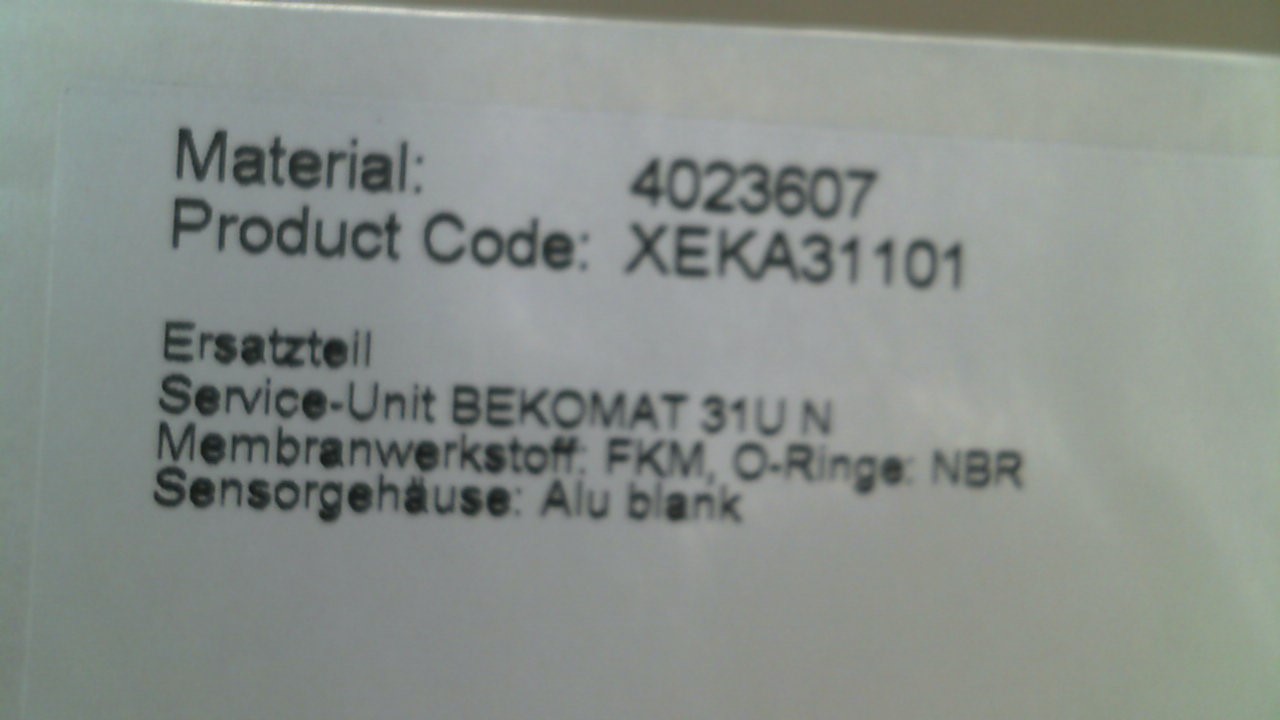 Material: 4023607
Product Code: XEKA31101
Ersatzteil
Service-Unit BEKOMAT 31U N
Membranwerkstoff: FKM, O-Ringe: NBR
Sensorgehäuse: Alu blank